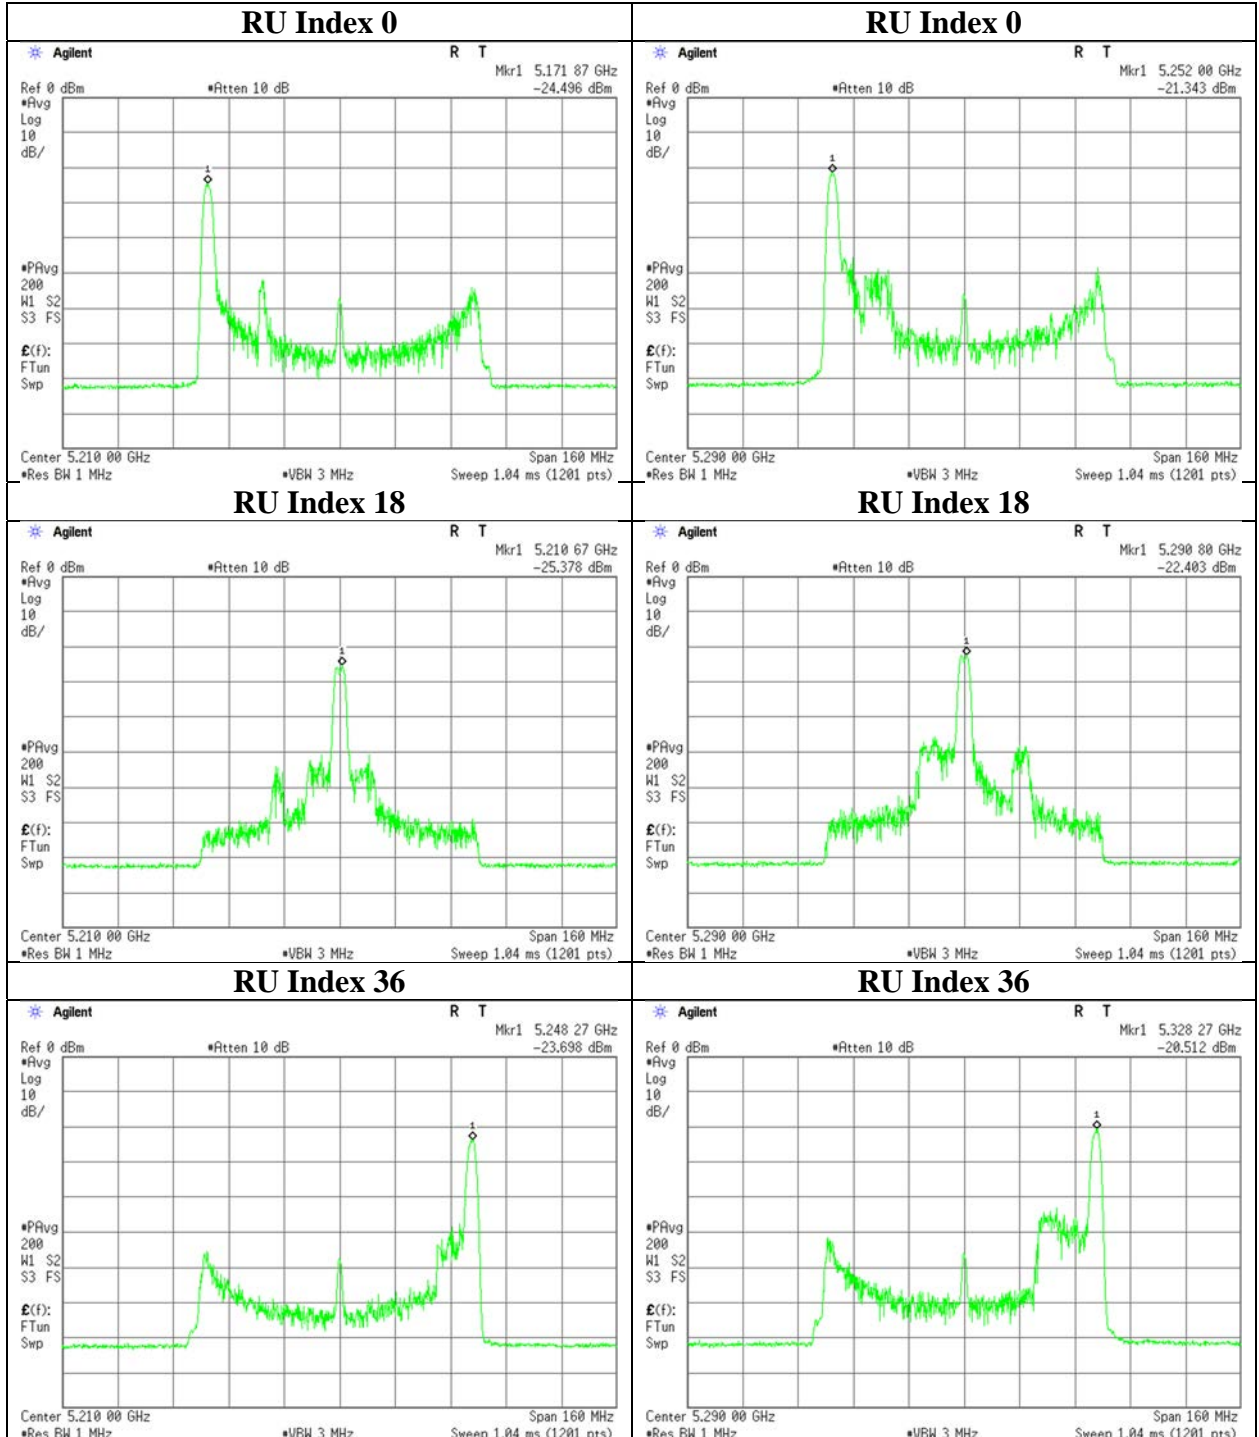 RU Index 0
Agilent R T
Mkr1 5.171 87 GHz
Ref 0 dBm #Atten 10 dB -24.496 dBm
#Avg
Log
10
dB/
1
#PAvg
200
W1 S2
S3 FS
£(f):
FTun
Swp
Center 5.210 00 GHz Span 160 MHz
#Res BW 1 MHz #VBW 3 MHz Sweep 1.04 ms (1201 pts)
RU Index 0
Agilent R T
Mkr1 5.252 00 GHz
Ref 0 dBm #Atten 10 dB -21.343 dBm
#Avg
Log
10
dB/
1
#PAvg
200
W1 S2
S3 FS
£(f):
FTun
Swp
Center 5.290 00 GHz Span 160 MHz
#Res BW 1 MHz #VBW 3 MHz Sweep 1.04 ms (1201 pts)
RU Index 18
Agilent R T
Mkr1 5.210 67 GHz
Ref 0 dBm #Atten 10 dB -25.378 dBm
#Avg
Log
10
dB/
1
#PAvg
200
W1 S2
S3 FS
£(f):
FTun
Swp
Center 5.210 00 GHz Span 160 MHz
#Res BW 1 MHz #VBW 3 MHz Sweep 1.04 ms (1201 pts)
RU Index 18
Agilent R T
Mkr1 5.290 80 GHz
Ref 0 dBm #Atten 10 dB -22.403 dBm
#Avg
Log
10
dB/
1
#PAvg
200
W1 S2
S3 FS
£(f):
FTun
Swp
Center 5.290 00 GHz Span 160 MHz
#Res BW 1 MHz #VBW 3 MHz Sweep 1.04 ms (1201 pts)
RU Index 36
Agilent R T
Mkr1 5.248 27 GHz
Ref 0 dBm #Atten 10 dB -23.698 dBm
#Avg
Log
10
dB/
1
#PAvg
200
W1 S2
S3 FS
£(f):
FTun
Swp
Center 5.210 00 GHz Span 160 MHz
#Res BW 1 MHz #VBW 3 MHz Sweep 1.04 ms (1201 pts)
RU Index 36
Agilent R T
Mkr1 5.328 27 GHz
Ref 0 dBm #Atten 10 dB -20.512 dBm
#Avg
Log
10
dB/
1
#PAvg
200
W1 S2
S3 FS
£(f):
FTun
Swp
Center 5.290 00 GHz Span 160 MHz
#Res BW 1 MHz #VBW 3 MHz Sweep 1.04 ms (1201 pts)